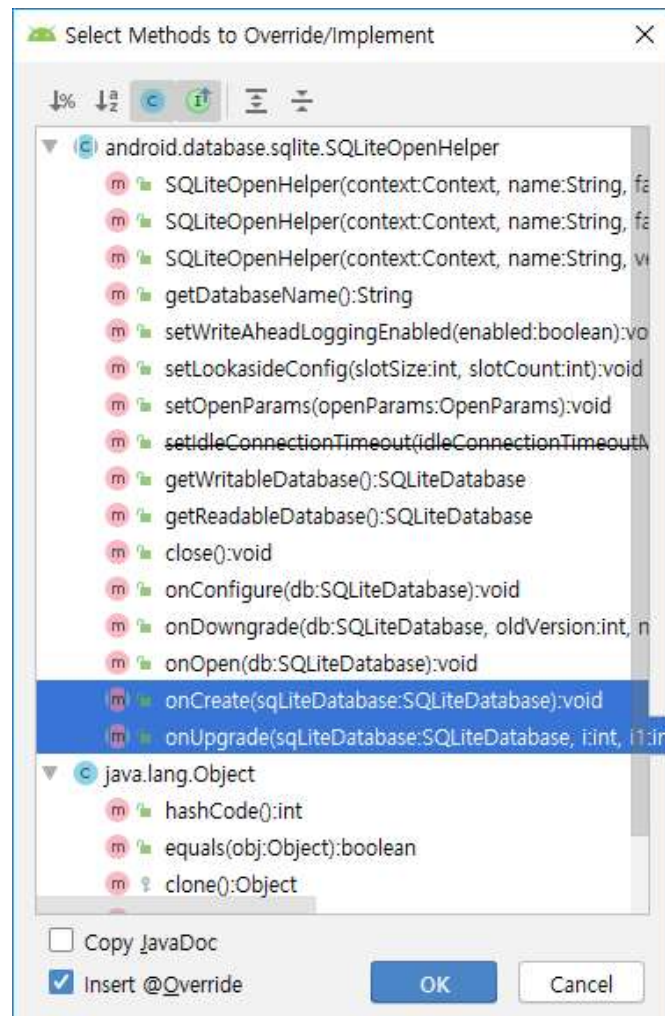 Select Methods to Override/Implement
android.database.sqlite.SQLiteOpenHelper
SQLiteOpenHelper(context:Context, name:String, fa
SQLiteOpenHelper(context:Context, name:String, fa
SQLiteOpenHelper(context:Context, name:String, ve
getDatabaseName():String
setWriteAheadLoggingEnabled(enabled:boolean):vo
setLookasideConfig(slotSize:int, slotCount:int):void
setOpenParams(openParams:OpenParams):void
setIdleConnectionTimeout(idleConnectionTimeoutM
getWritableDatabase():SQLiteDatabase
getReadableDatabase():SQLiteDatabase
close():void
onConfigure(db:SQLiteDatabase):void
onDowngrade(db:SQLiteDatabase, oldVersion:int, n
onOpen(db:SQLiteDatabase):void
onCreate(sqLiteDatabase:SQLiteDatabase):void
onUpgrade(sqLiteDatabase:SQLiteDatabase, i:int, i1:in
java.lang.Object
hashCode():int
equals(obj:Object):boolean
clone():Object
Copy JavaDoc
Insert @Override
OK
Cancel